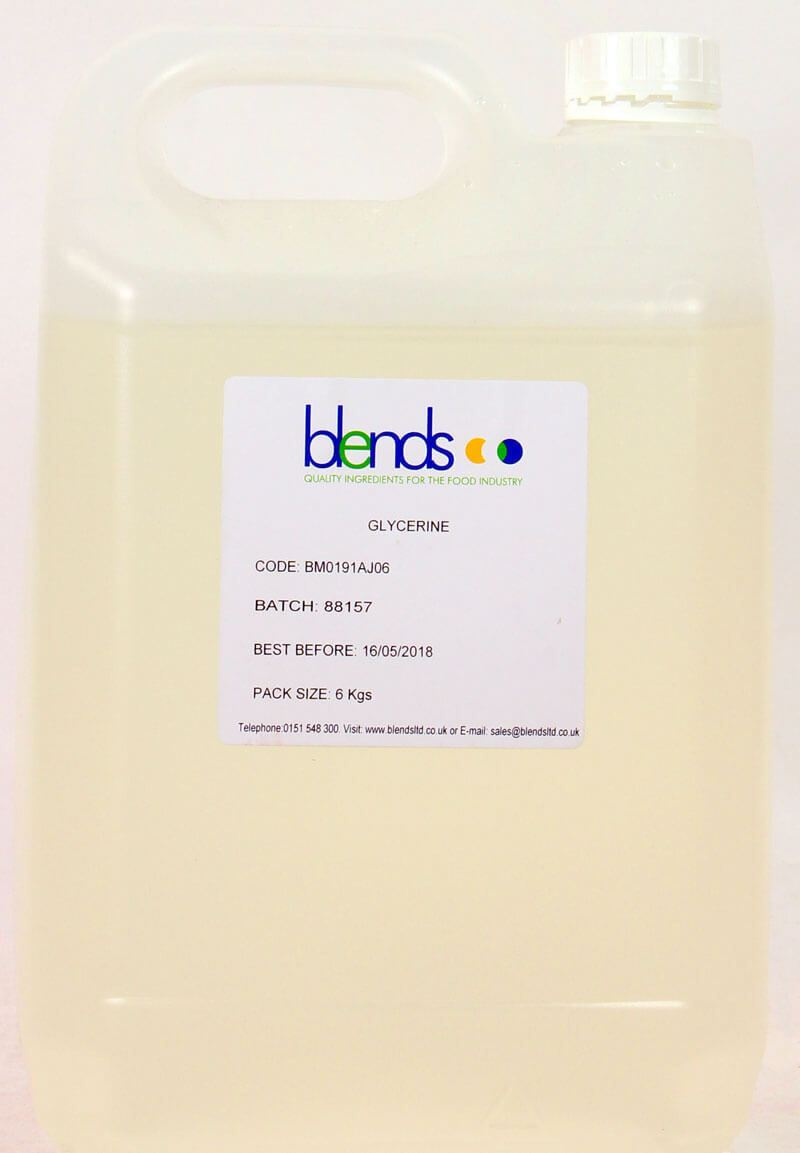 blends
QUALITY INGREDIENTS FOR THE FOOD INDUSTRY
GLYCERINE
CODE: BM0191AJ06
BATCH: 88157
BEST BEFORE: 16/05/2018
PACK SIZE: 6 Kgs
Telephone:0151 548 300. Visit: www.blendsltd.co.uk or E-mail: sales@blendsltd.co.uk